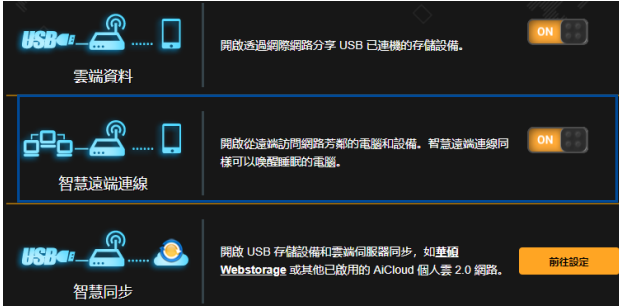 USB
開啟透過網際網路分享 USB 已連機的存儲設備。
ON
雲端資料
開啟從遠端訪問網路芳鄰的電腦和設備。智慧遠端連線同
樣可以喚醒睡眠的電腦。
ON
智慧遠端連線
USB
開啟 USB 存儲設備和雲端伺服器同步，如華碩
Webstorage 或其他已啟用的 AiCloud 個人雲 2.0 網路。
前往設定
智慧同步